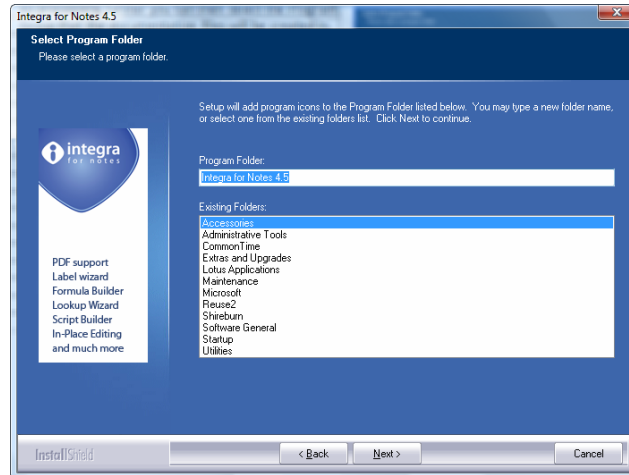 Integra for Notes 4.5
Select Program Folder
Please select a program folder.
Setup will add program icons to the Program Folder listed below. You may type a new folder name,
or select one from the existing folders list. Click Next to continue.
integra
for notes
Program Folder:
Integra for Notes 4.5
Existing Folders:
Accessories
Administrative Tools
CommonTime
Extras and Upgrades
Lotus Applications
Maintenance
Microsoft
Reuse2
Shireburn
Software General
Startup
Utilities
PDF support
Label wizard
Formula Builder
Lookup Wizard
Script Builder
In-Place Editing
and much more
InstallShield
< Back
Next >
Cancel